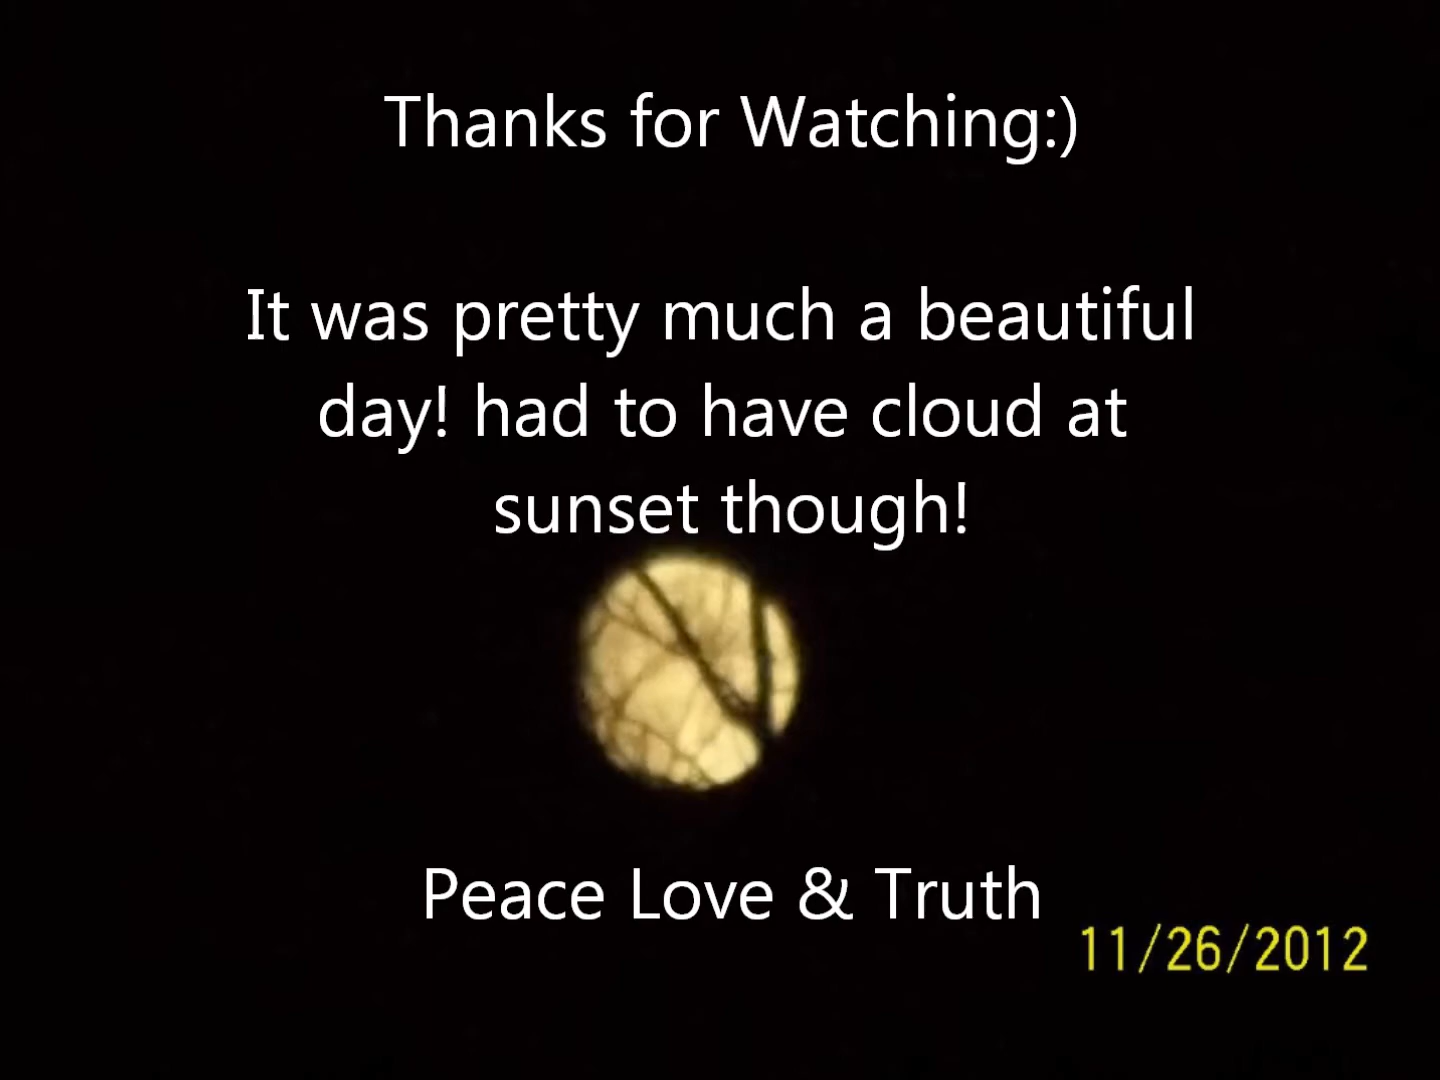 Thanks for Watching:)
It was pretty much a beautiful
day! had to have cloud at
sunset though!
Peace Love & Truth
11/26/2012